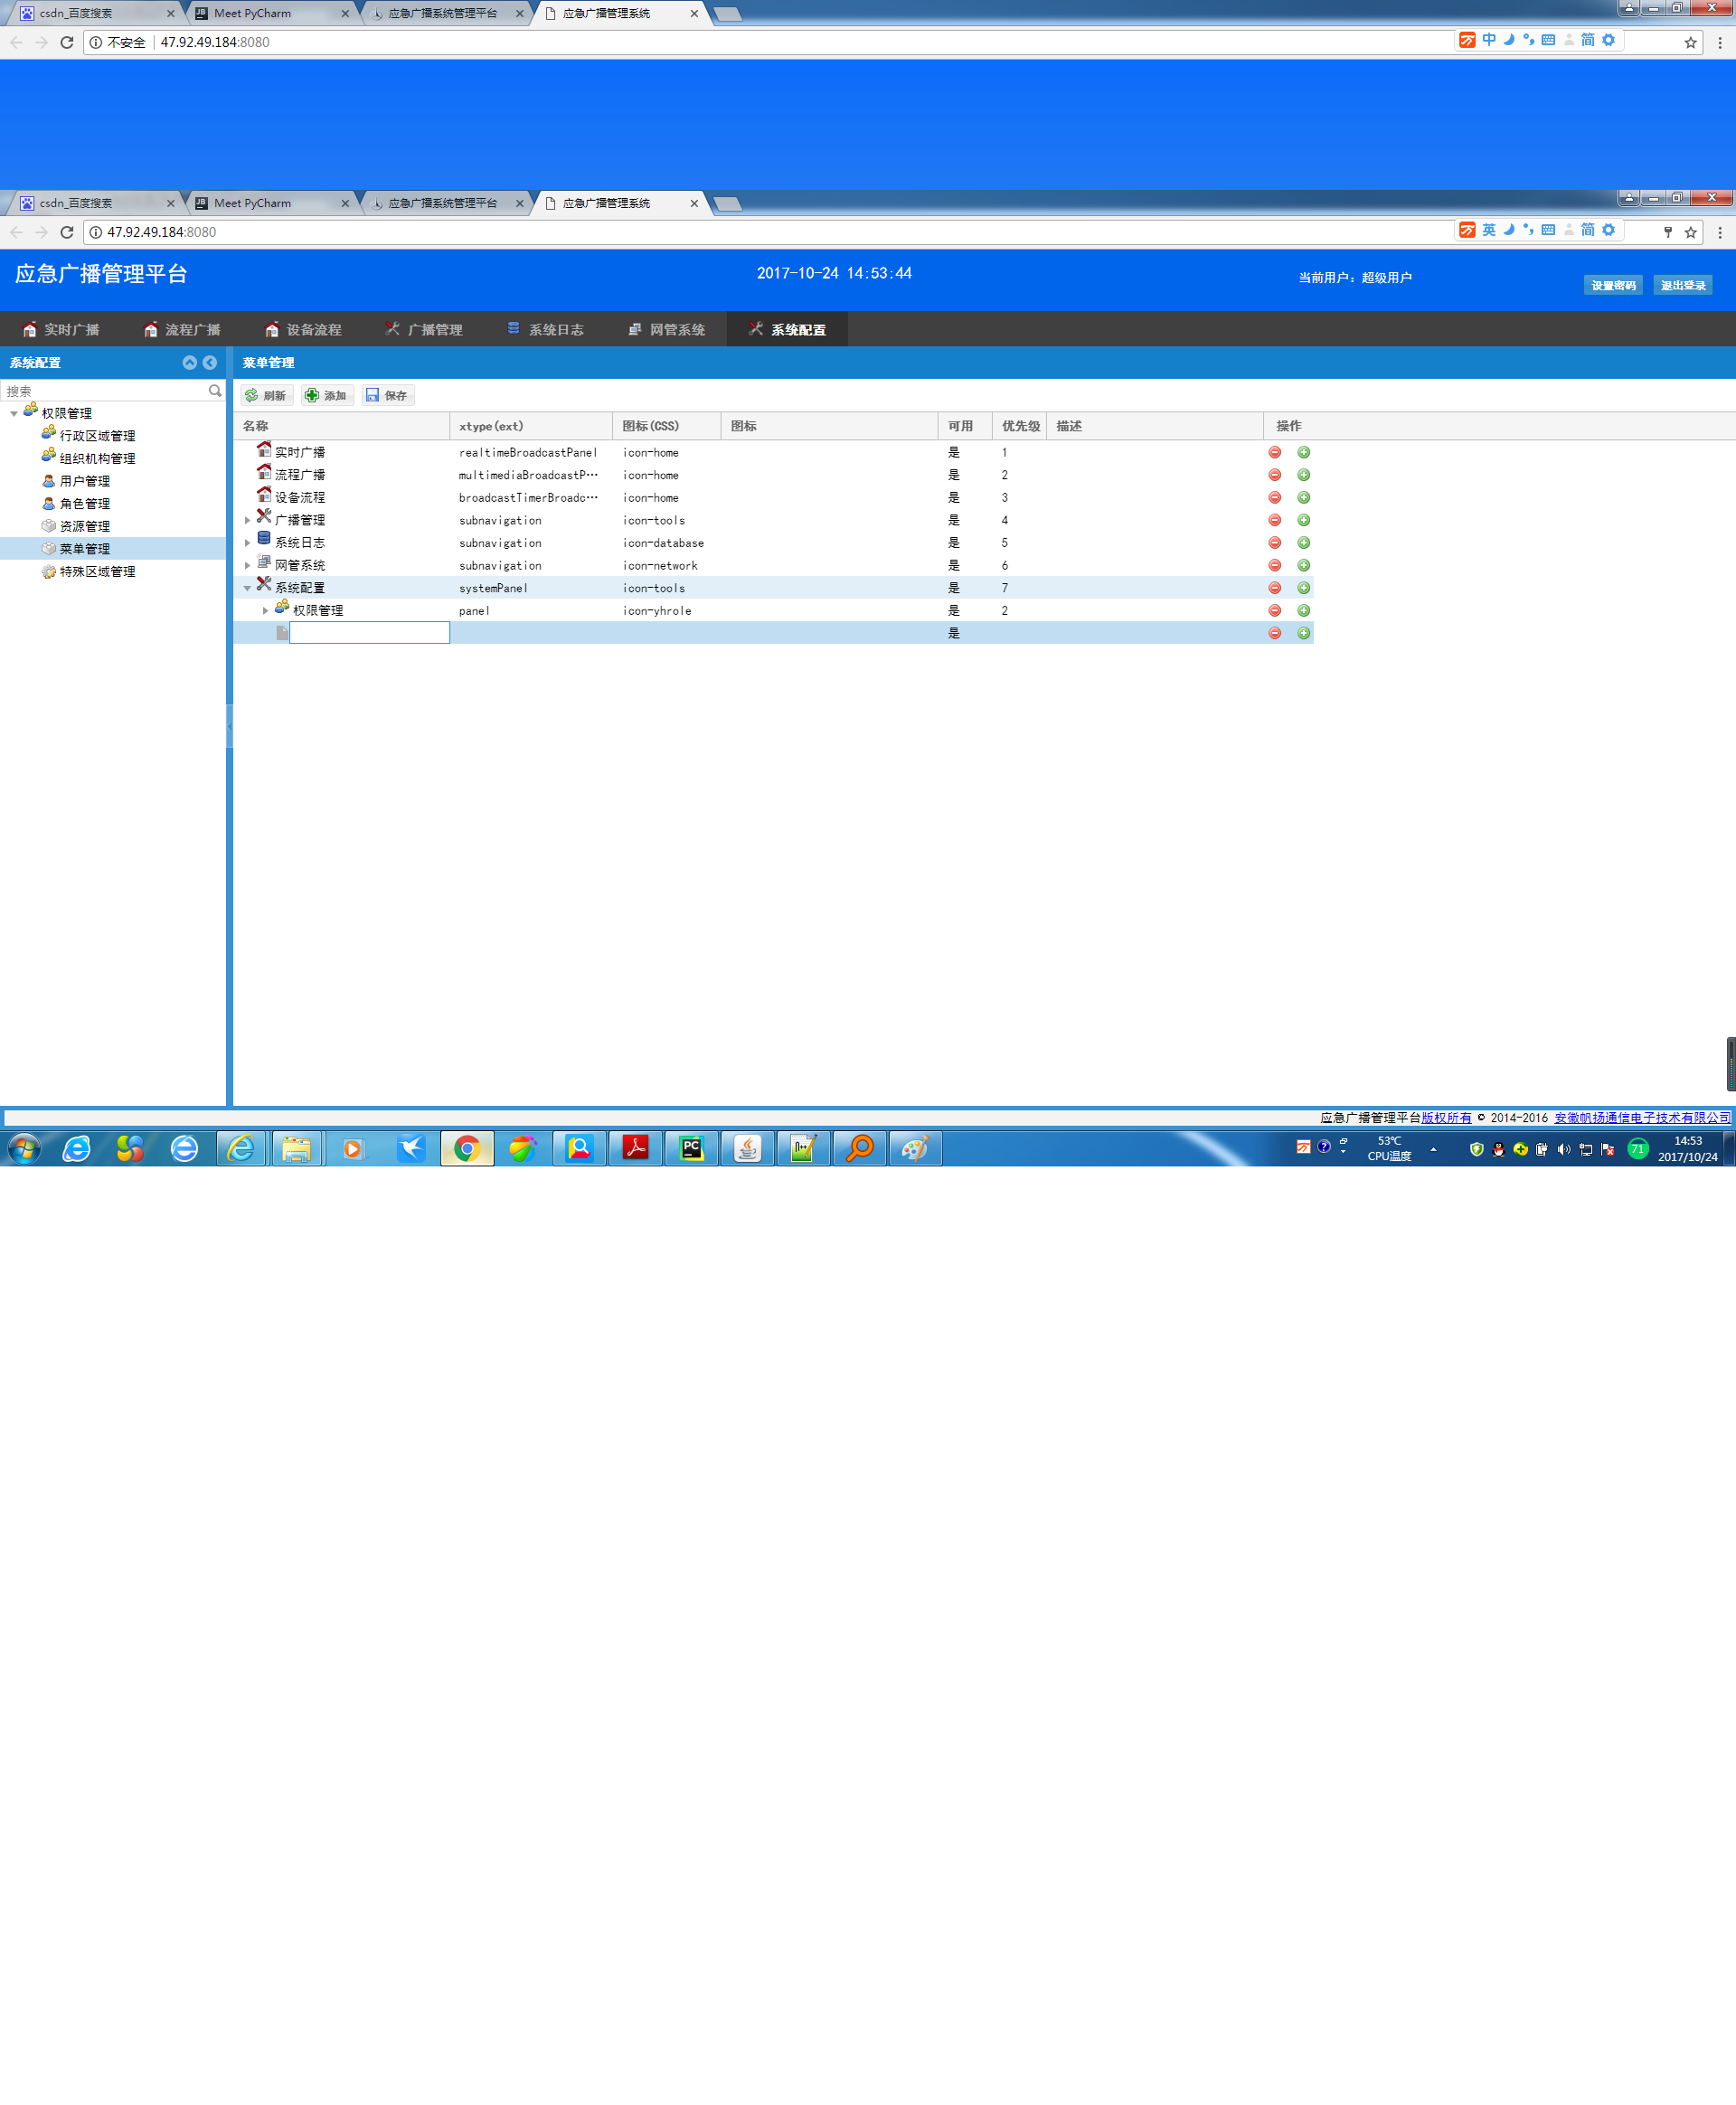 csdn_百度搜索 Meet PyCharm 应急广播系统管理平台 应急广播管理系统
不安全 47.92.49.184:8080 中 简
csdn_百度搜索 Meet PyCharm 应急广播系统管理平台 应急广播管理系统
47.92.49.184:8080 英 简
应急广播管理平台 2017-10-24 14:53:44 当前用户: 超级用户 设置密码 退出登录
实时广播 流程广播 设备流程 广播管理 系统日志 网管系统 系统配置
系统配置 菜单管理
搜索 刷新 添加 保存
权限管理
行政区域管理
组织机构管理
用户管理
角色管理
资源管理
菜单管理
特殊区域管理
名称 xtype(ext) 图标(CSS) 图标 可用 优先级 描述 操作
实时广播 realtimeBroadcastPanel icon-home 是 1
流程广播 multimediaBroadcastP··· icon-home 是 2
设备流程 broadcastTimerBroadc··· icon-home 是 3
广播管理 subnavigation icon-tools 是 4
系统日志 subnavigation icon-database 是 5
网管系统 subnavigation icon-network 是 6
系统配置 systemPanel icon-tools 是 7
权限管理 panel icon-yhrole 是 2
是
应急广播管理平台版权所有 © 2014-2016 安徽帆扬通信电子技术有限公司
53℃ 71 14:53
CPU温度 2017/10/24